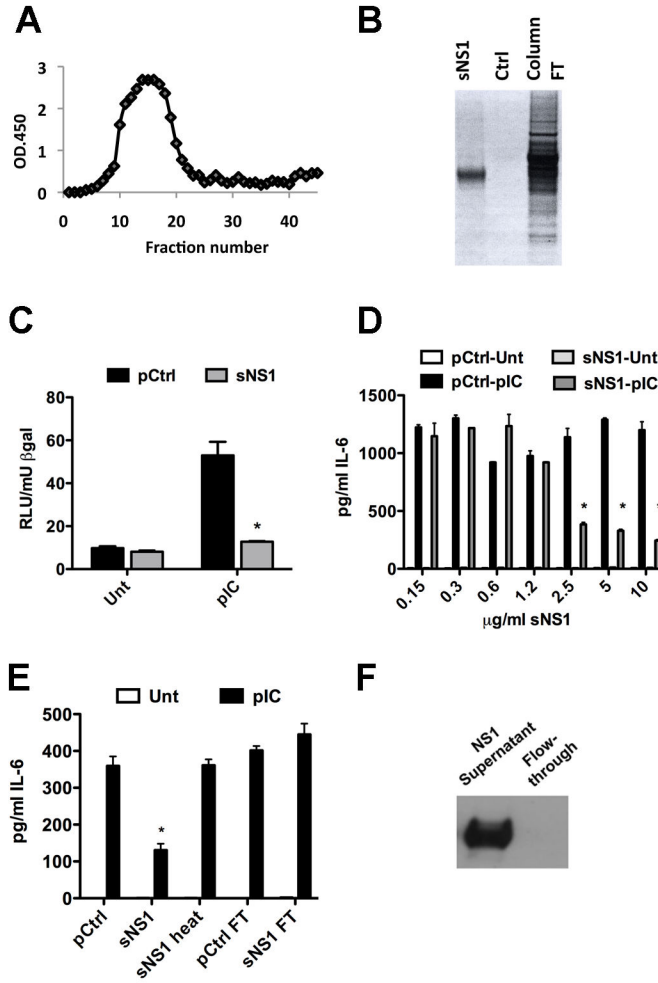 A
OD.450
3
2
1
0
0 10 20 30 40
Fraction number
B
sNS1
Ctrl
Column
FT
C
pCtrl sNS1
RLU/mU βgal
80
60
40
20
0
*
Unt pIC
D
pCtrl-Unt sNS1-Unt
pCtrl-pIC sNS1-pIC
pg/ml IL-6
1500
1000
500
0
* * *
0.15 0.3 0.6 1.2 2.5 5 10
μg/ml sNS1
E
Unt pIC
pg/ml IL-6
500
400
300
200
100
0
*
pCtrl sNS1 sNS1 heat pCtrl FT sNS1 FT
F
NS1
Supernatant
Flow-
through